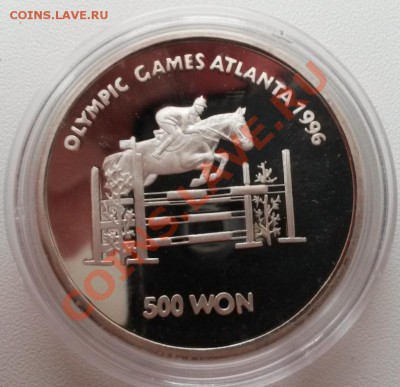 COINS.LAVE.RU
OLYMPIC GAMES ATLANTA 1996
500 WON
COINS.LAVE.RU